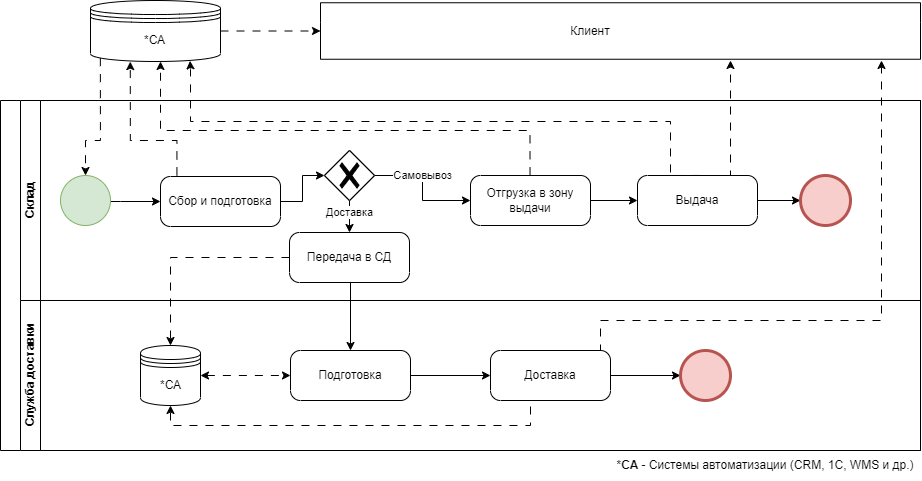 *СА
Клиент
Склад
Сбор и подготовка
Самовывоз
Доставка
Отгрузка в зону
выдачи
Выдача
Передача в СД
Служба доставки
*СА
Подготовка
Доставка
*СА - Системы автоматизации (CRM, 1С, WMS и др.)